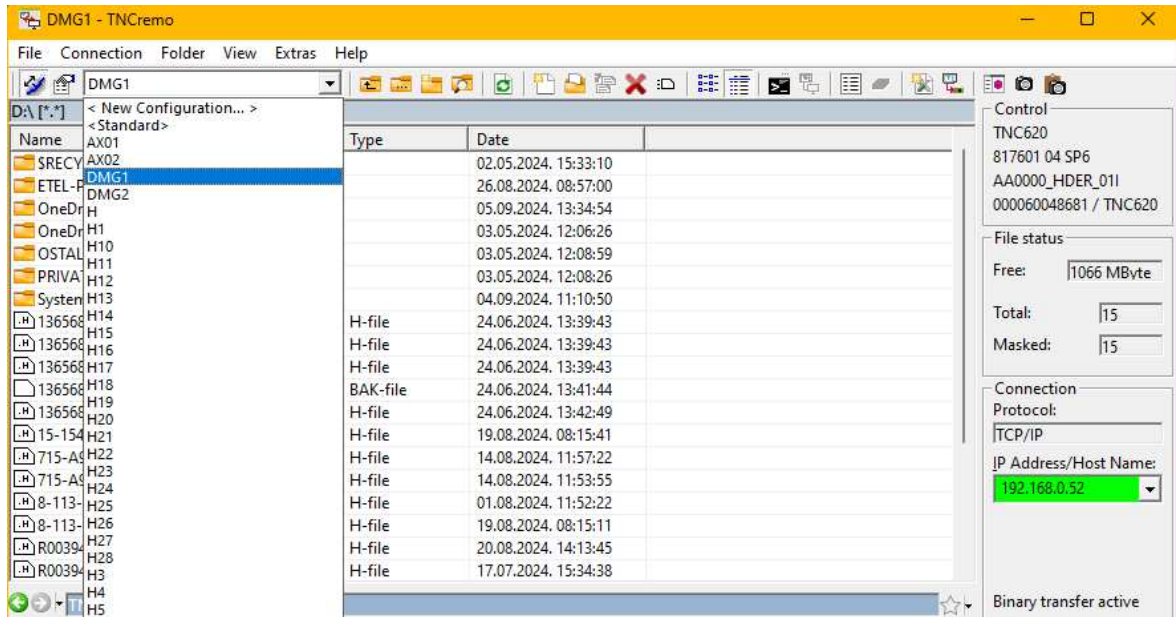 DMG1 - TNCremo
File Connection Folder View Extras Help
DMG1
< New Configuration... >
<Standard>
AX01
AX02
DMG1
DMG2
H
H1
H10
H11
H12
H13
H14
H15
H16
H17
H18
H19
H20
H21
H22
H23
H24
H25
H26
H27
H28
H3
H4
H5
D:\ [*.*]
Name Type Date
$RECY 02.05.2024. 15:33:10
ETEL-P 26.08.2024. 08:57:00
OneDr 05.09.2024. 13:34:54
OneDr 03.05.2024. 12:06:26
OSTAL 03.05.2024. 12:08:59
PRIVA 03.05.2024. 12:08:26
System 04.09.2024. 11:10:50
136568 H-file 24.06.2024. 13:39:43
136568 H-file 24.06.2024. 13:39:43
136568 H-file 24.06.2024. 13:39:43
136568 BAK-file 24.06.2024. 13:41:44
136568 H-file 24.06.2024. 13:42:49
15-154 H-file 19.08.2024. 08:15:41
715-A9 H-file 14.08.2024. 11:57:22
715-A9 H-file 14.08.2024. 11:53:55
8-113- H-file 01.08.2024. 11:52:22
8-113- H-file 19.08.2024. 08:15:11
R00394 H-file 20.08.2024. 14:13:45
R00394 H-file 17.07.2024. 15:34:38
Control
TNC620
817601 04 SP6
AA0000_HDER_01I
000060048681 / TNC620
File status
Free: 1066 MByte
Total: 15
Masked: 15
Connection
Protocol:
TCP/IP
IP Address/Host Name:
192.168.0.52
Binary transfer active